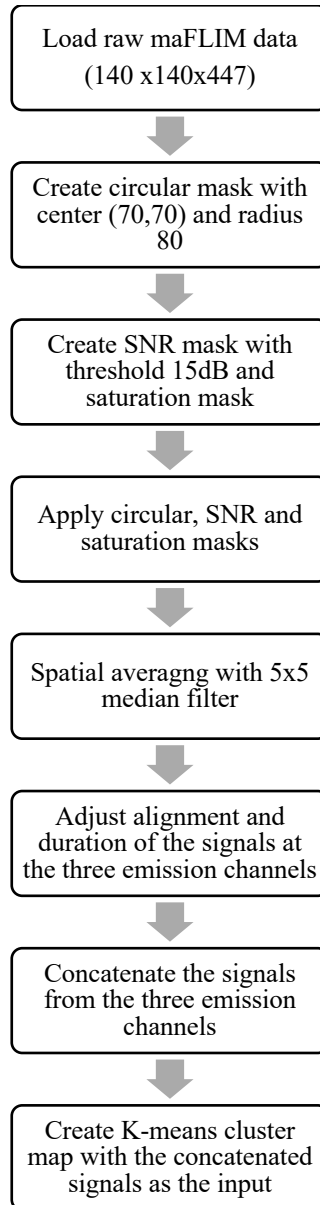 Load raw maFLIM data
(140 x140x447)
Create circular mask with
center (70,70) and radius
80
Create SNR mask with
threshold 15dB and
saturation mask
Apply circular, SNR and
saturation masks
Spatial averagng with 5x5
median filter
Adjust alignment and
duration of the signals at
the three emission channels
Concatenate the signals
from the three emission
channels
Create K-means cluster
map with the concatenated
signals as the input